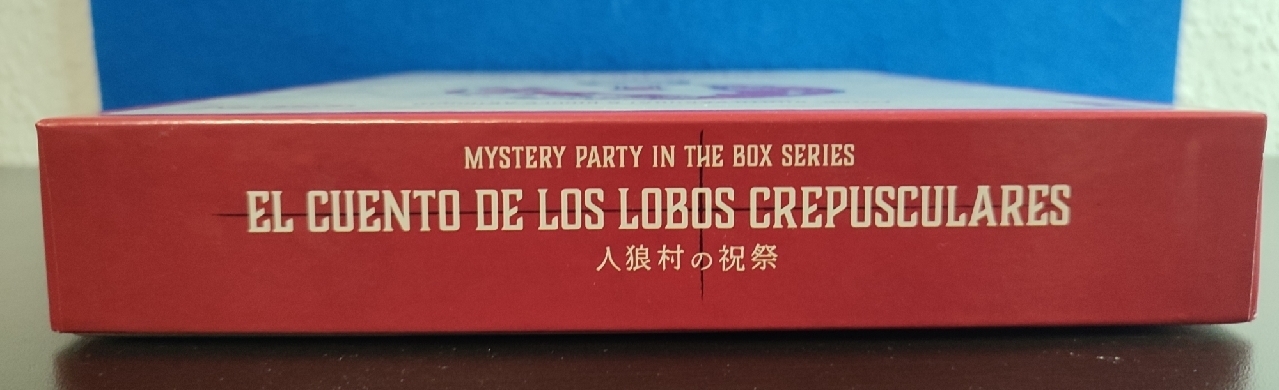 MYSTERY PARTY IN THE BOX SERIES
EL CUENTO DE LOS LOBOS CREPUSCULARES
人狼村の祝祭